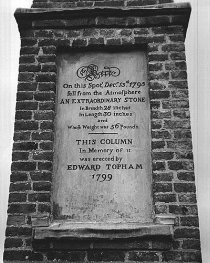 Here
On this Spot, Decr. 13th, 1795
fell from the Atmosphere
AN EXTRAORDINARY STONE
In Breadth 28 inches
In Length 30 inches
and
Whose Weight was 56 Pounds.
THIS COLUMN
In Memory of it
was erected by
EDWARD TOPHAM
1799